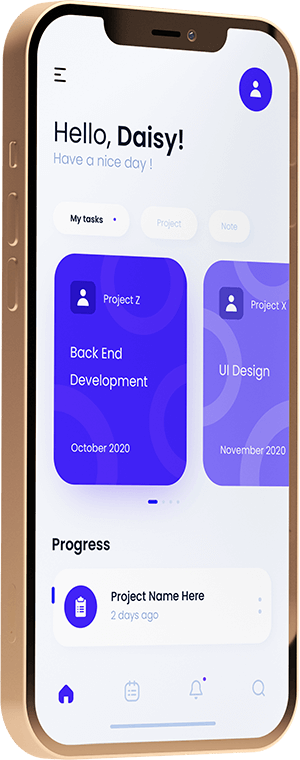 Hello, Daisy!
Have a nice day !
My tasks
Project
Note
Project Z
Project X
Back End
Development
UI Design
October 2020
November 2020
Progress
Project Name Here
2 days ago